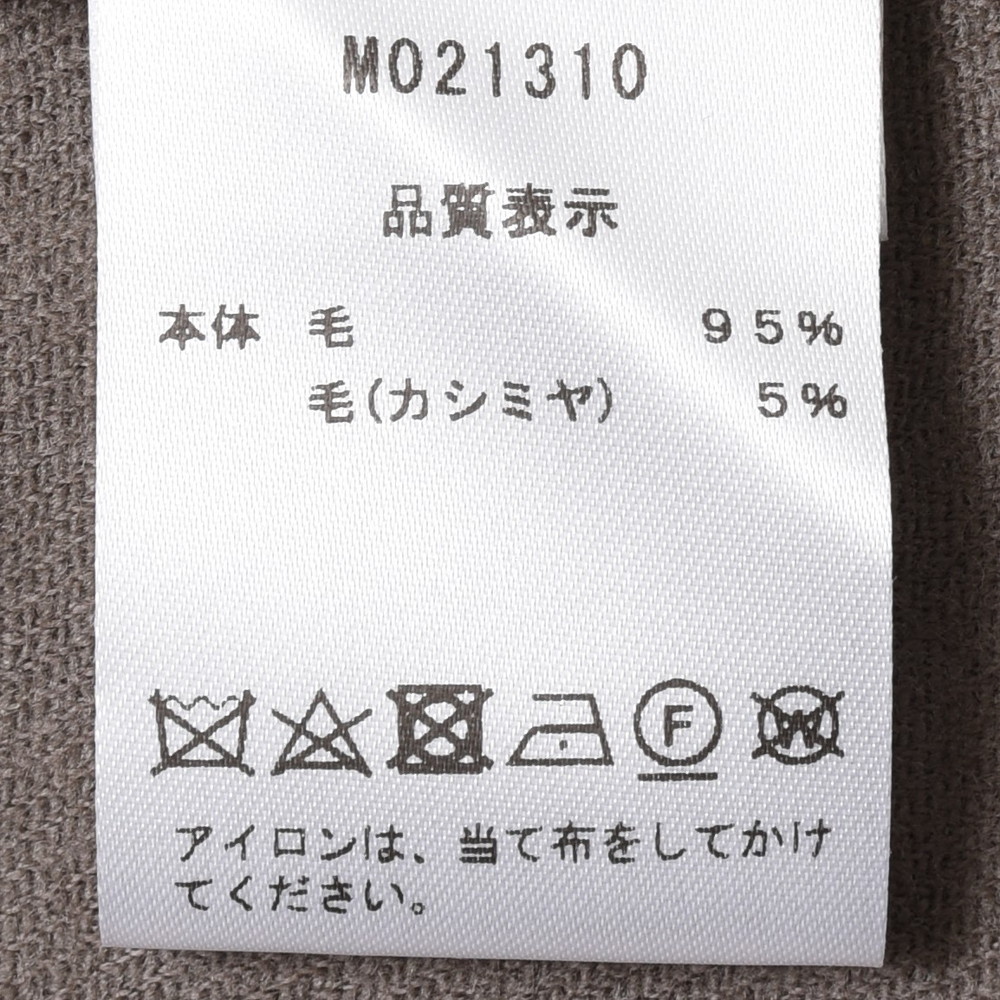 M021310
品質表示
本体 毛 95%
毛(カシミヤ) 5%
F W
アイロンは、当て布をしてかけ
てください。